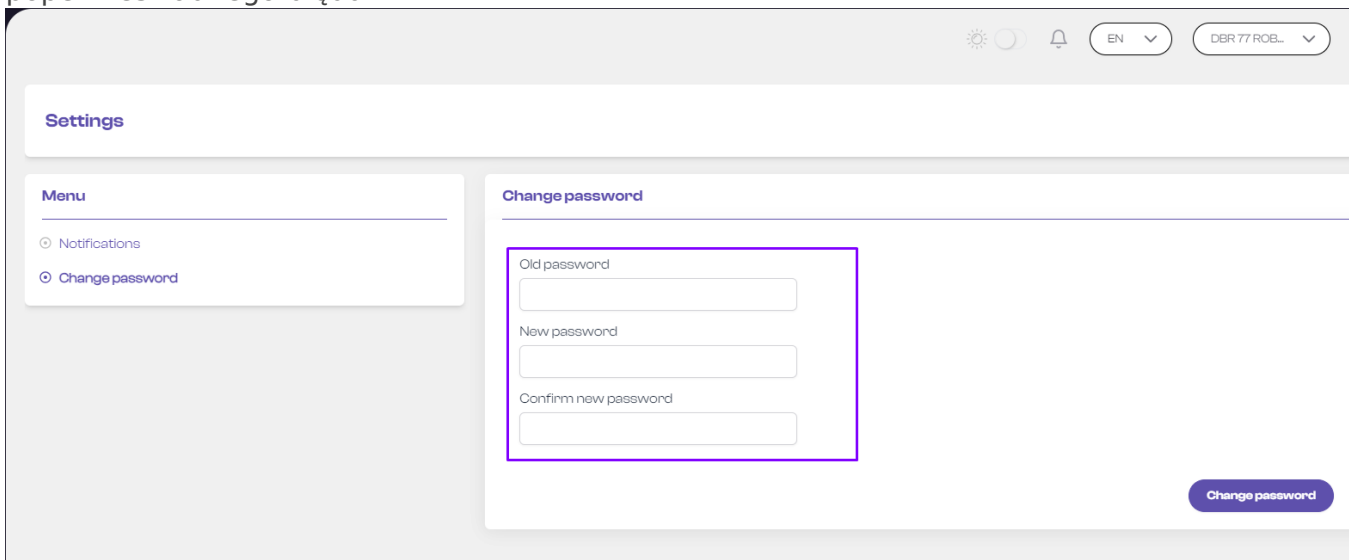 EN
DBR 77 ROB...
Settings
Menu
Notifications
Change password
Change password
Old password
New password
Confirm new password
Change password